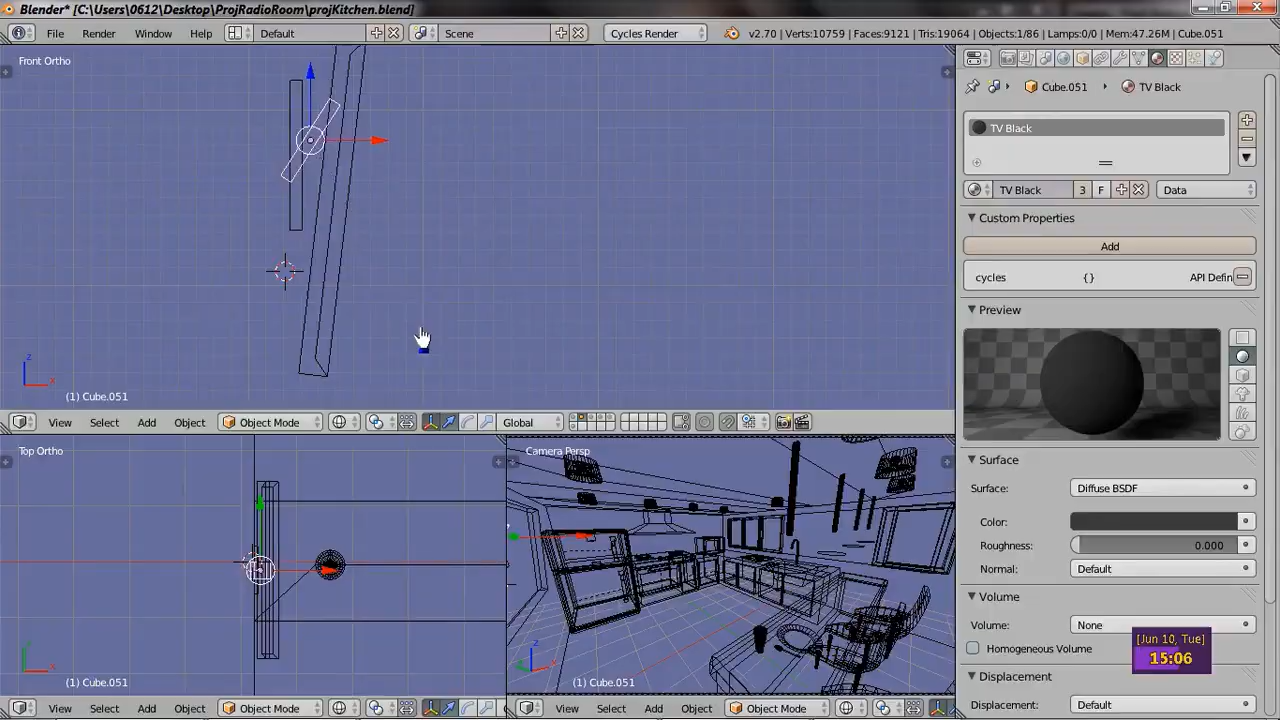 Blender* [C:\Users\0612\Desktop\ProjRadioRoom\projKitchen.blend]
File Render Window Help Default Scene Cycles Render v2.70 | Verts:10759 | Faces:9121 | Tris:19064 | Objects:1/86 | Lamps:0/0 | Mem:47.26M | Cube.051
Front Ortho
Cube.051 TV Black
TV Black
TV Black 3 F Data
Custom Properties
Add
cycles {} API Defin
Preview
z
x
(1) Cube.051
View Select Add Object Object Mode Global
Top Ortho
Camera Persp
Surface
Surface: Diffuse BSDF
Color:
Roughness: 0.000
Normal: Default
Volume
Volume: None
Homogeneous Volume
[Jun 10, Tue]
15:06
Displacement
Displacement: Default
y
x
z
x
(1) Cube.051
(1) Cube.051
View Select Add Object Object Mode
View Select Add Object Object Mode